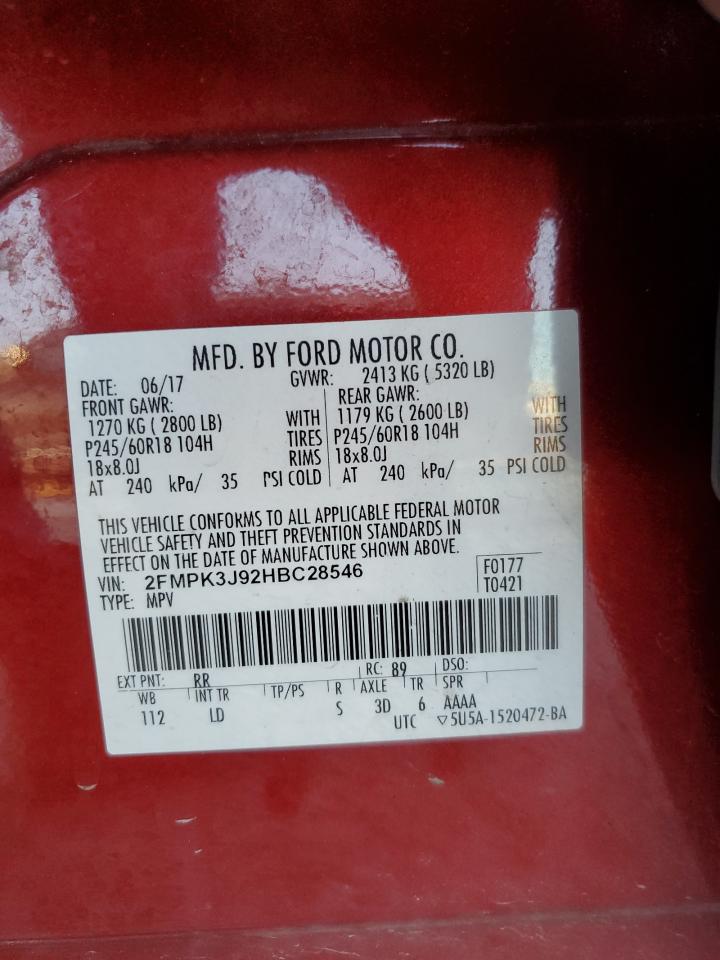 MFD. BY FORD MOTOR CO.
DATE: 06/17 GVWR: 2413 KG ( 5320 LB)
FRONT GAWR: REAR GAWR:
1270 KG ( 2800 LB) WITH 1179 KG ( 2600 LB) WITH
P245/60R18 104H TIRES P245/60R18 104H TIRES
18x8.0J RIMS 18x8.0J RIMS
AT 240 kPa/ 35 PSI COLD AT 240 kPa/ 35 PSI COLD
THIS VEHICLE CONFORMS TO ALL APPLICABLE FEDERAL MOTOR
VEHICLE SAFETY AND THEFT PREVENTION STANDARDS IN
EFFECT ON THE DATE OF MANUFACTURE SHOWN ABOVE.
VIN: 2FMPK3J92HBC28546 F0177
TYPE: MPV T0421
EXT PNT: RR RC: 89 DSO:
WB INT TR TP/PS R AXLE TR SPR
112 LD S 3D 6 AAAA
UTC ▽5U5A-1520472-BA